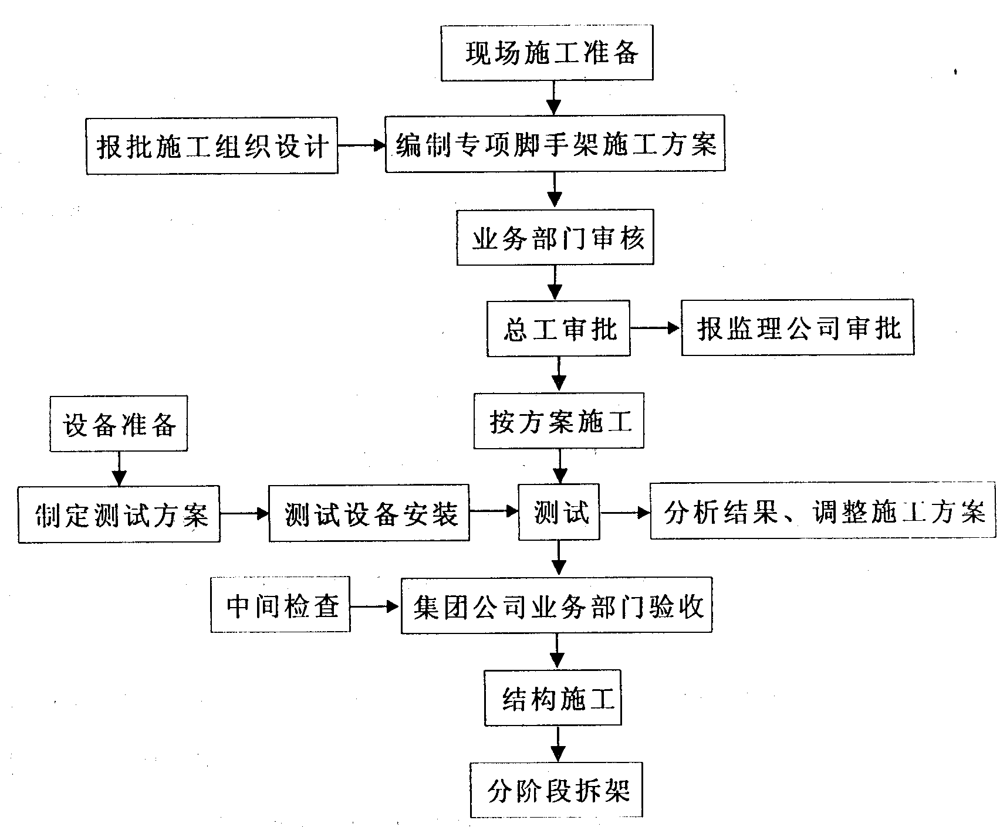 现场施工准备
报批施工组织设计
编制专项脚手架施工方案
业务部门审核
总工审批
报监理公司审批
按方案施工
设备准备
制定测试方案
测试设备安装
测试
分析结果、调整施工方案
中间检查
集团公司业务部门验收
结构施工
分阶段拆架